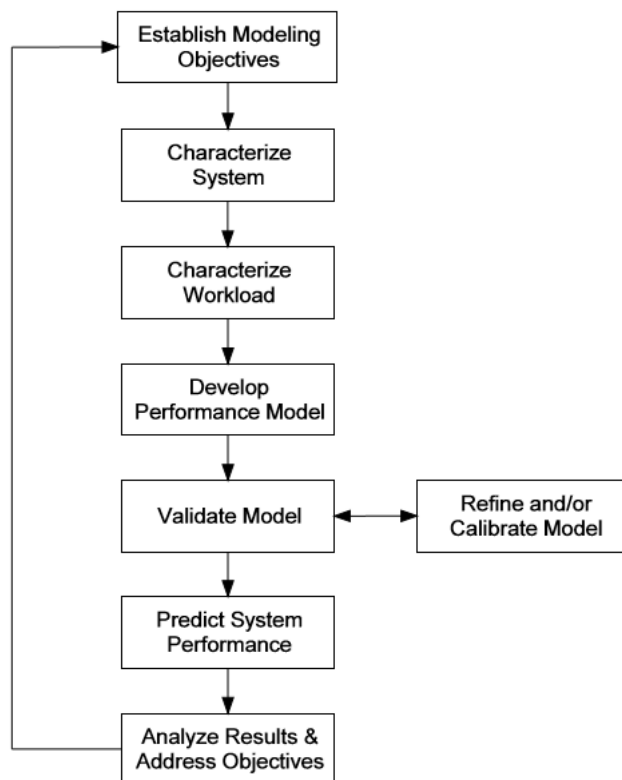 Establish Modeling
Objectives
Characterize
System
Characterize
Workload
Develop
Performance Model
Validate Model
Refine and/or
Calibrate Model
Predict System
Performance
Analyze Results &
Address Objectives